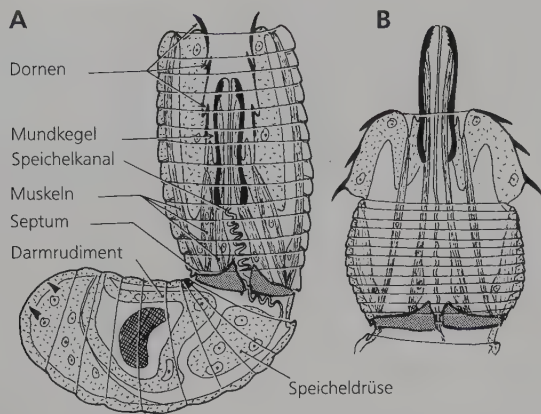 A
B
Dornen
Mundkegel
Speichelkanal
Muskeln
Septum
Darmrudiment
Speicheldrüse